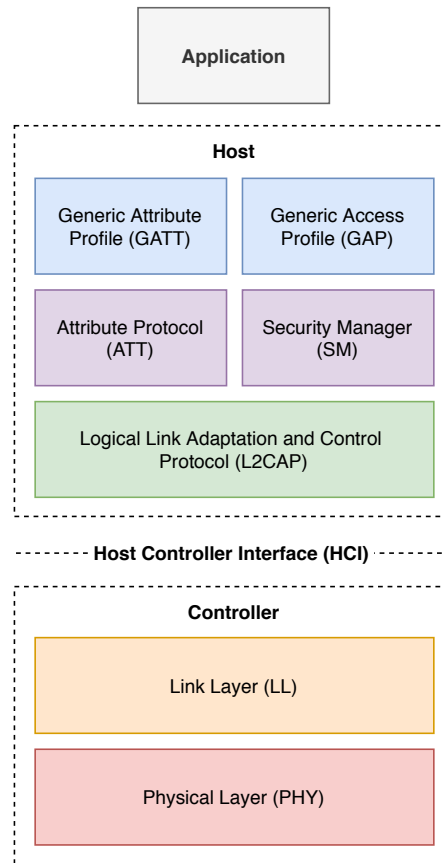 Application
Host
Generic Attribute
Profile (GATT)
Generic Access
Profile (GAP)
Attribute Protocol
(ATT)
Security Manager
(SM)
Logical Link Adaptation and Control
Protocol (L2CAP)
Host Controller Interface (HCI)
Controller
Link Layer (LL)
Physical Layer (PHY)